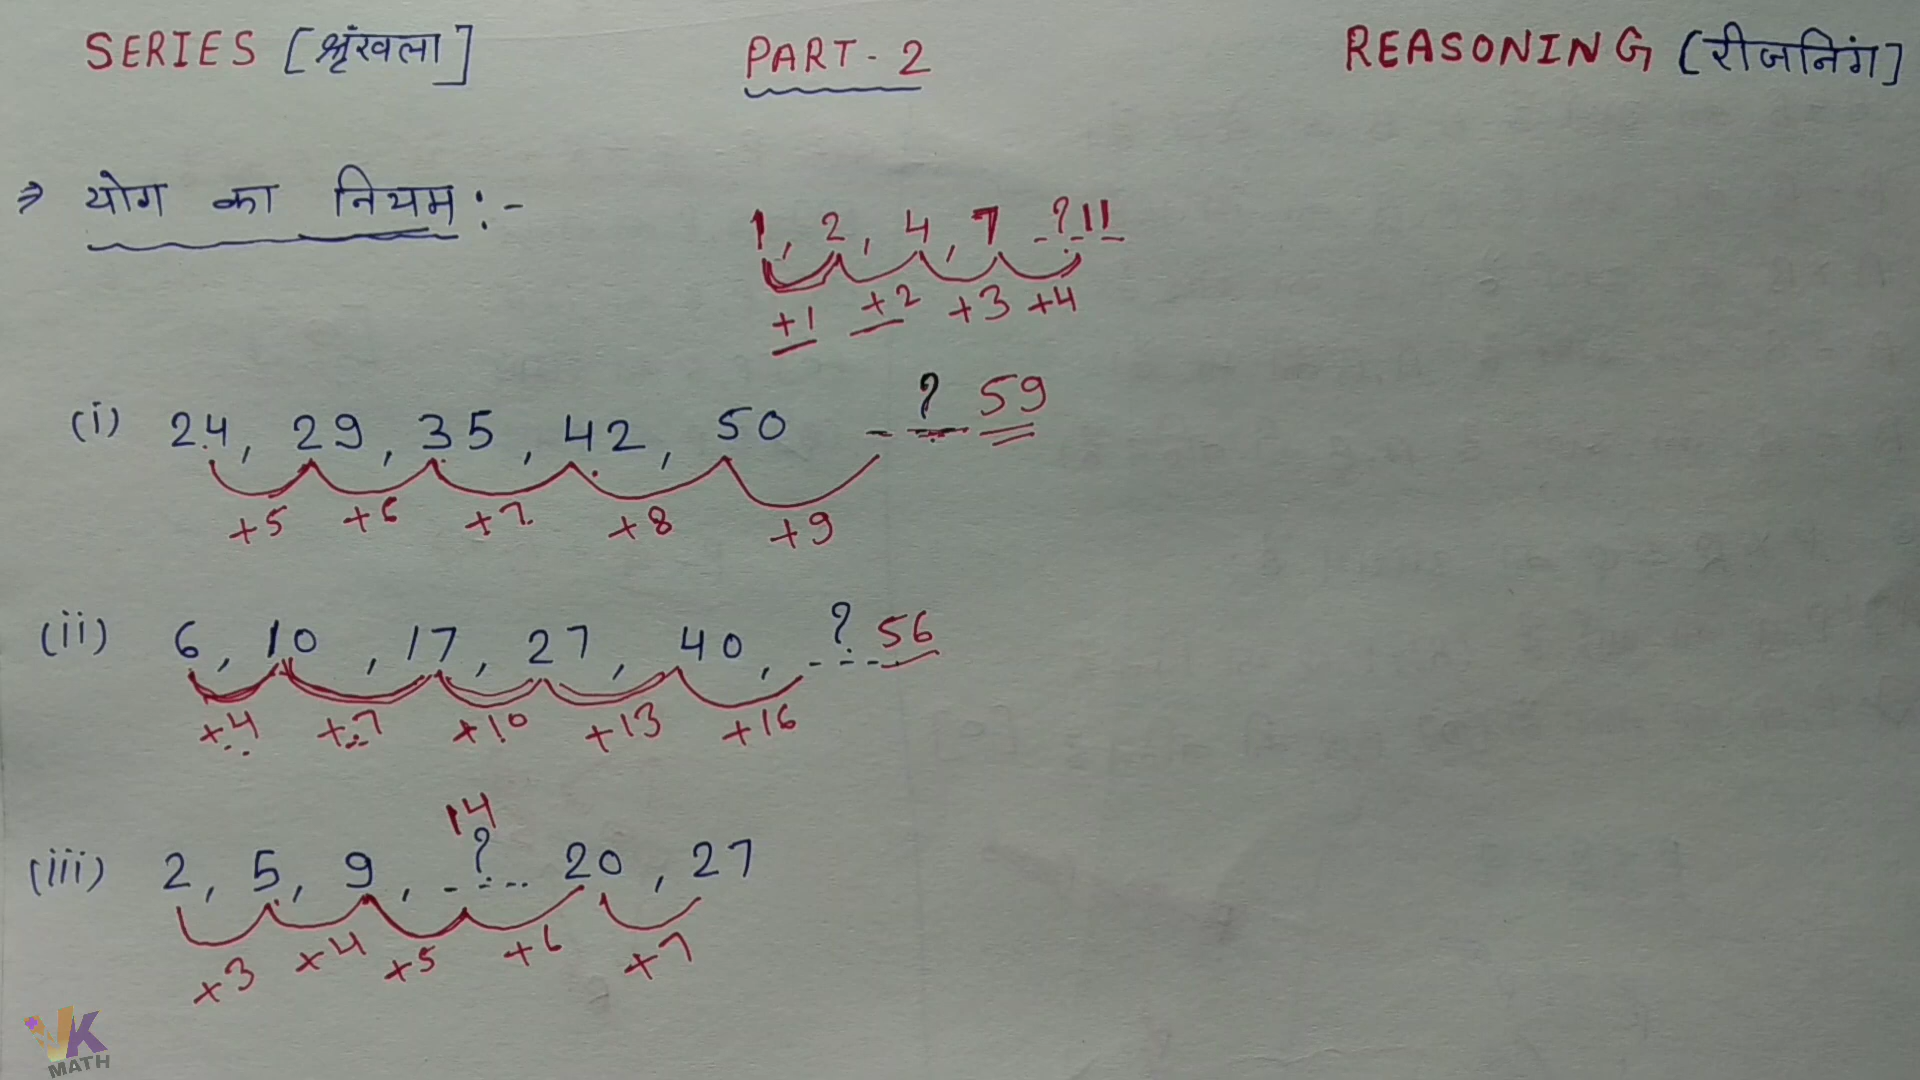 SERIES [श्रृंखला] PART-2 REASONING (रीजनिंग]
⇒ योग का नियम :-
1, 2, 4, 7 ? 11
+1 +2 +3 +4
(i) 24, 29, 35, 42, 50 ? 59
+5 +6 +7 +8 +9
(ii) 6, 10, 17, 27, 40, ? 56
+4 +7 +10 +13 +16
14
(iii) 2, 5, 9, ? 20, 27
+3 +4 +5 +6 +7
VK
MATH